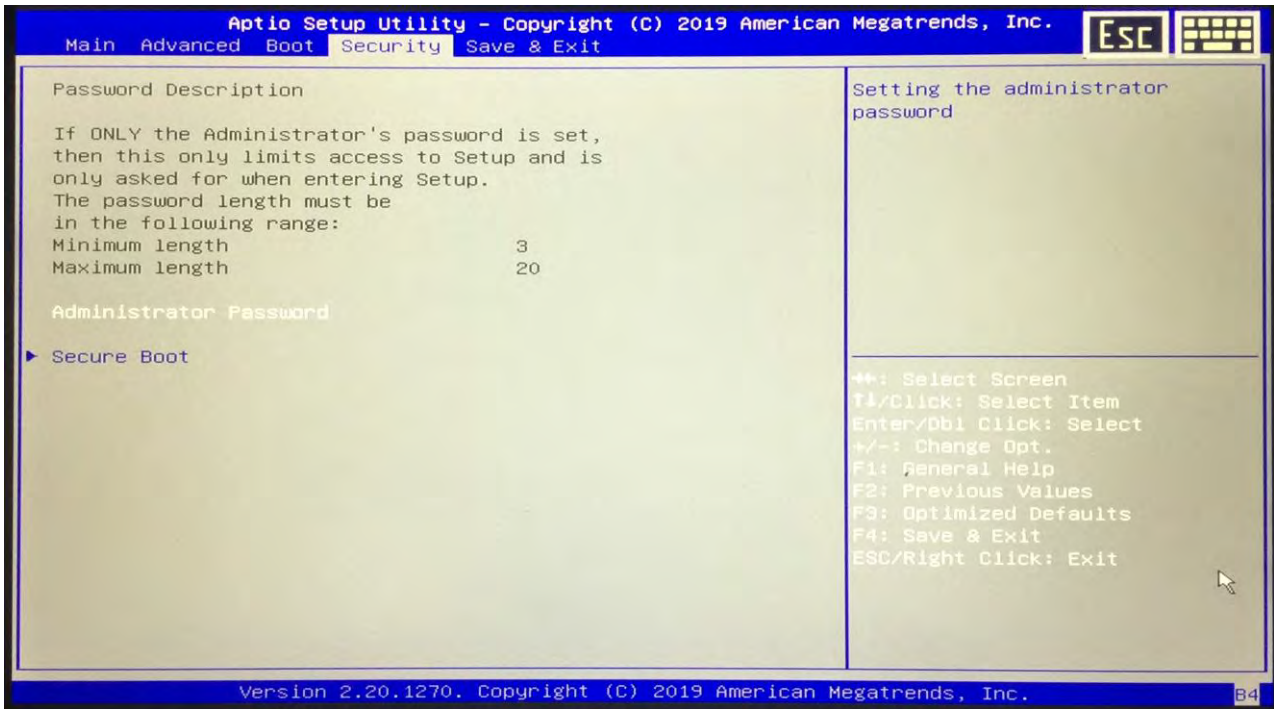 Aptio Setup Utility – Copyright (C) 2019 American Megatrends, Inc.
Main Advanced Boot Security Save & Exit
Esc
Password Description
If ONLY the Administrator's password is set,
then this only limits access to Setup and is
only asked for when entering Setup.
The password length must be
in the following range:
Minimum length 3
Maximum length 20
Administrator Password
▶ Secure Boot
Setting the administrator
password
→←: Select Screen
↑↓/Click: Select Item
Enter/Dbl Click: Select
+/-: Change Opt.
F1: General Help
F2: Previous Values
F3: Optimized Defaults
F4: Save & Exit
ESC/Right Click: Exit
Version 2.20.1270. Copyright (C) 2019 American Megatrends, Inc.
B4